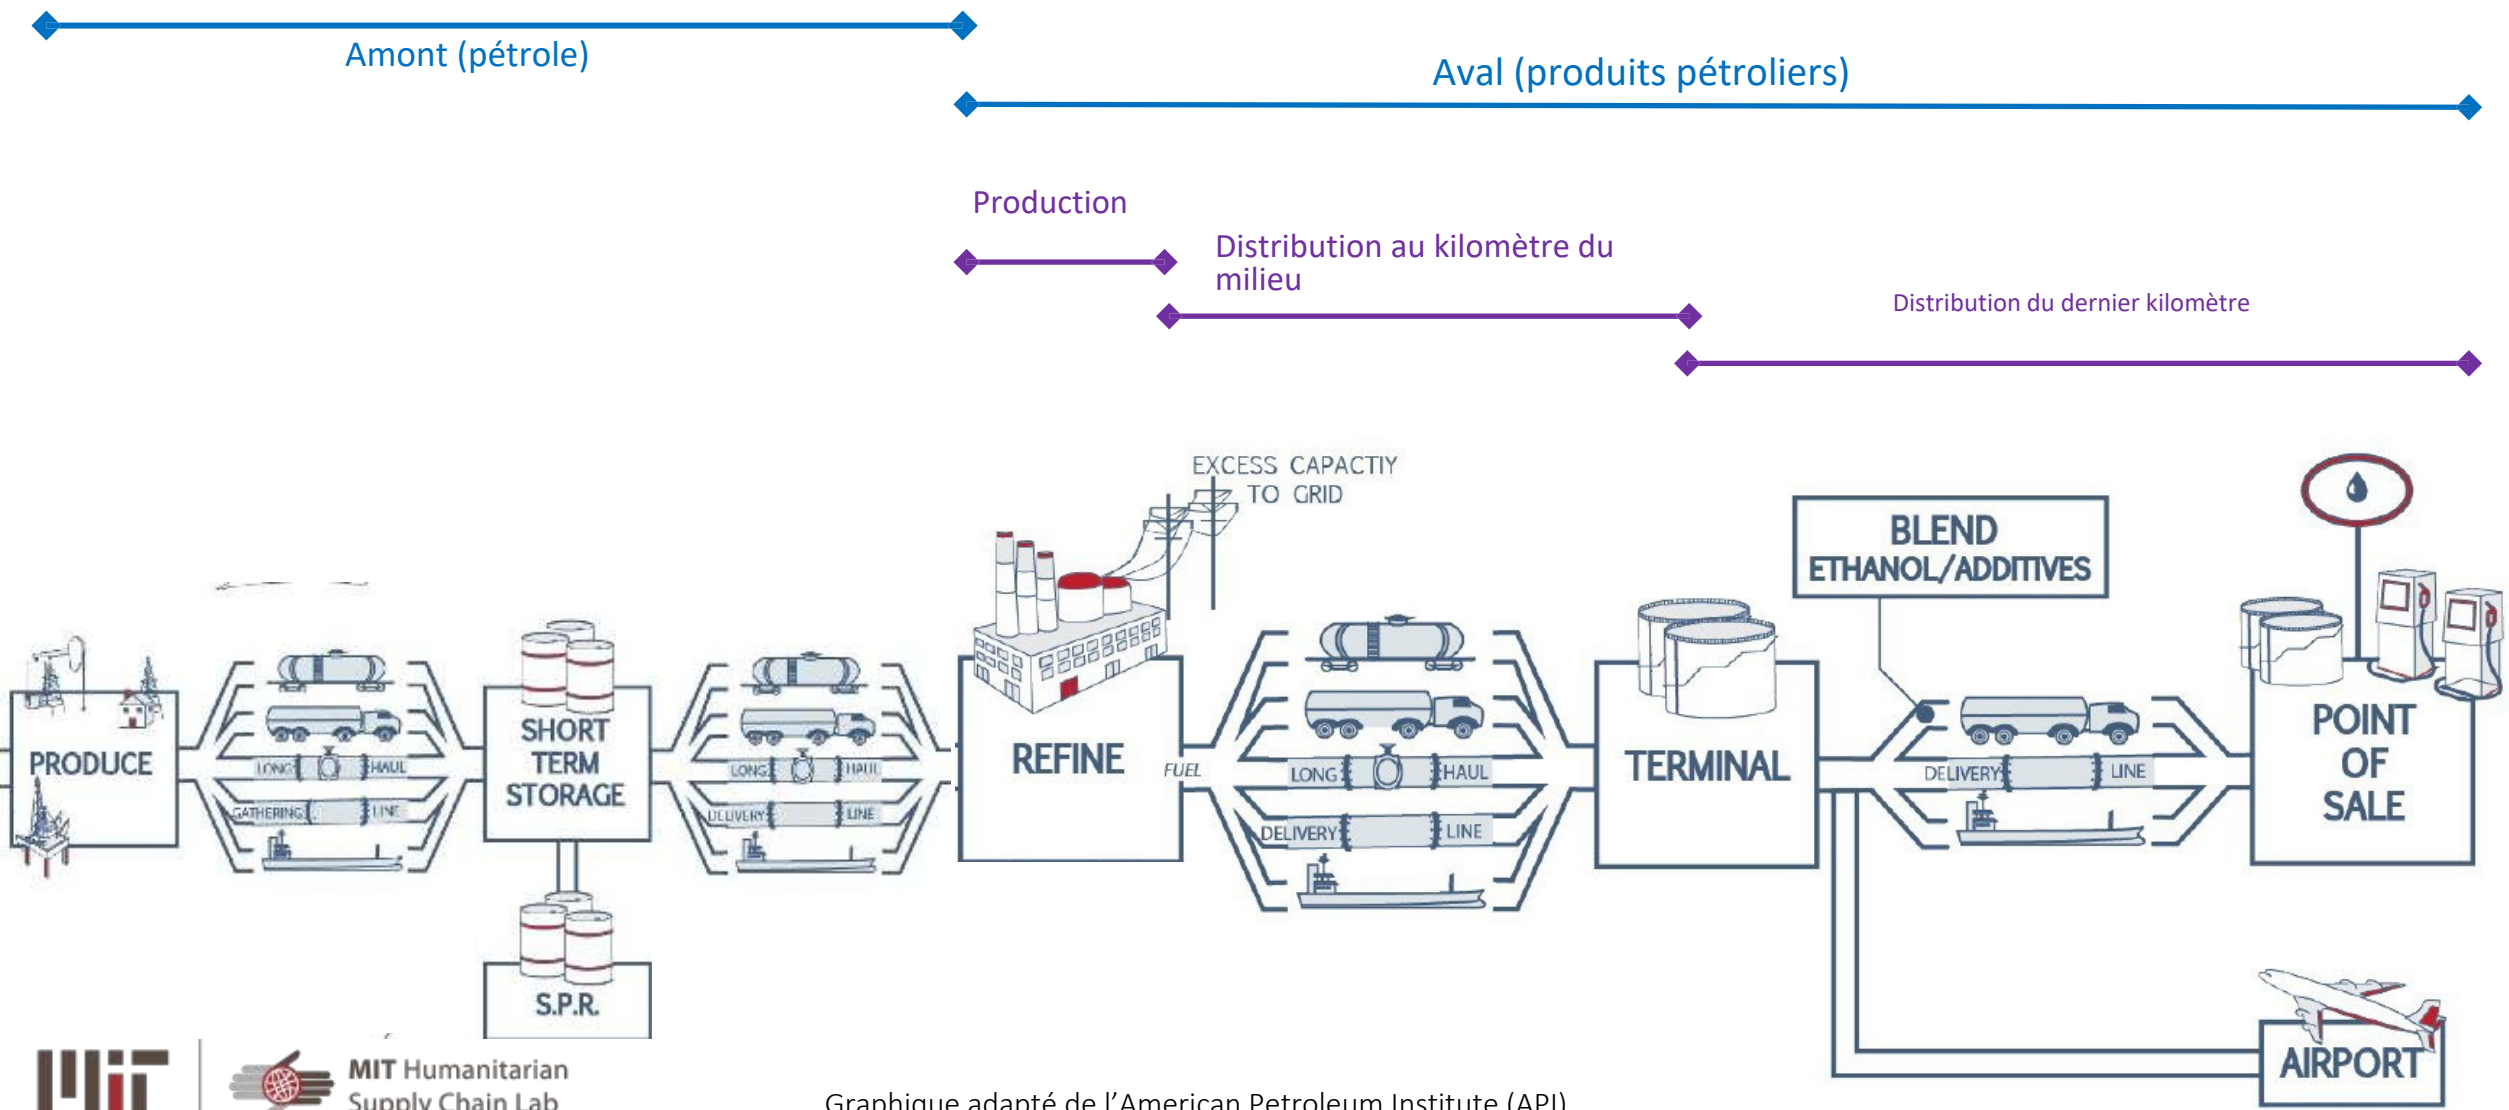 Amont (pétrole)
Aval (produits pétroliers)
Production
Distribution au kilomètre du
milieu
Distribution du dernier kilomètre
EXCESS CAPACTIY
TO GRID
BLEND
ETHANOL/ADDITIVES
PRODUCE
LONG HAUL
GATHERING LINE
SHORT
TERM
STORAGE
S.P.R.
LONG HAUL
DELIVERY LINE
REFINE
FUEL
LONG HAUL
DELIVERY LINE
TERMINAL
DELIVERY LINE
POINT
OF
SALE
AIRPORT
MIT
MIT Humanitarian
Supply Chain Lab
Graphique adapté de l’American Petroleum Institute (API)